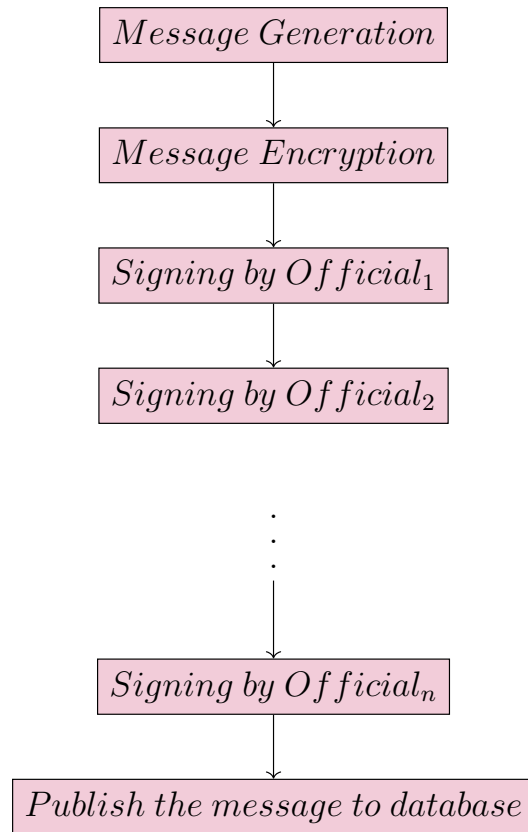 Message Generation
Message Encryption
Signing by Official₁
Signing by Official₂
.
.
.
Signing by Officialₙ
Publish the message to database